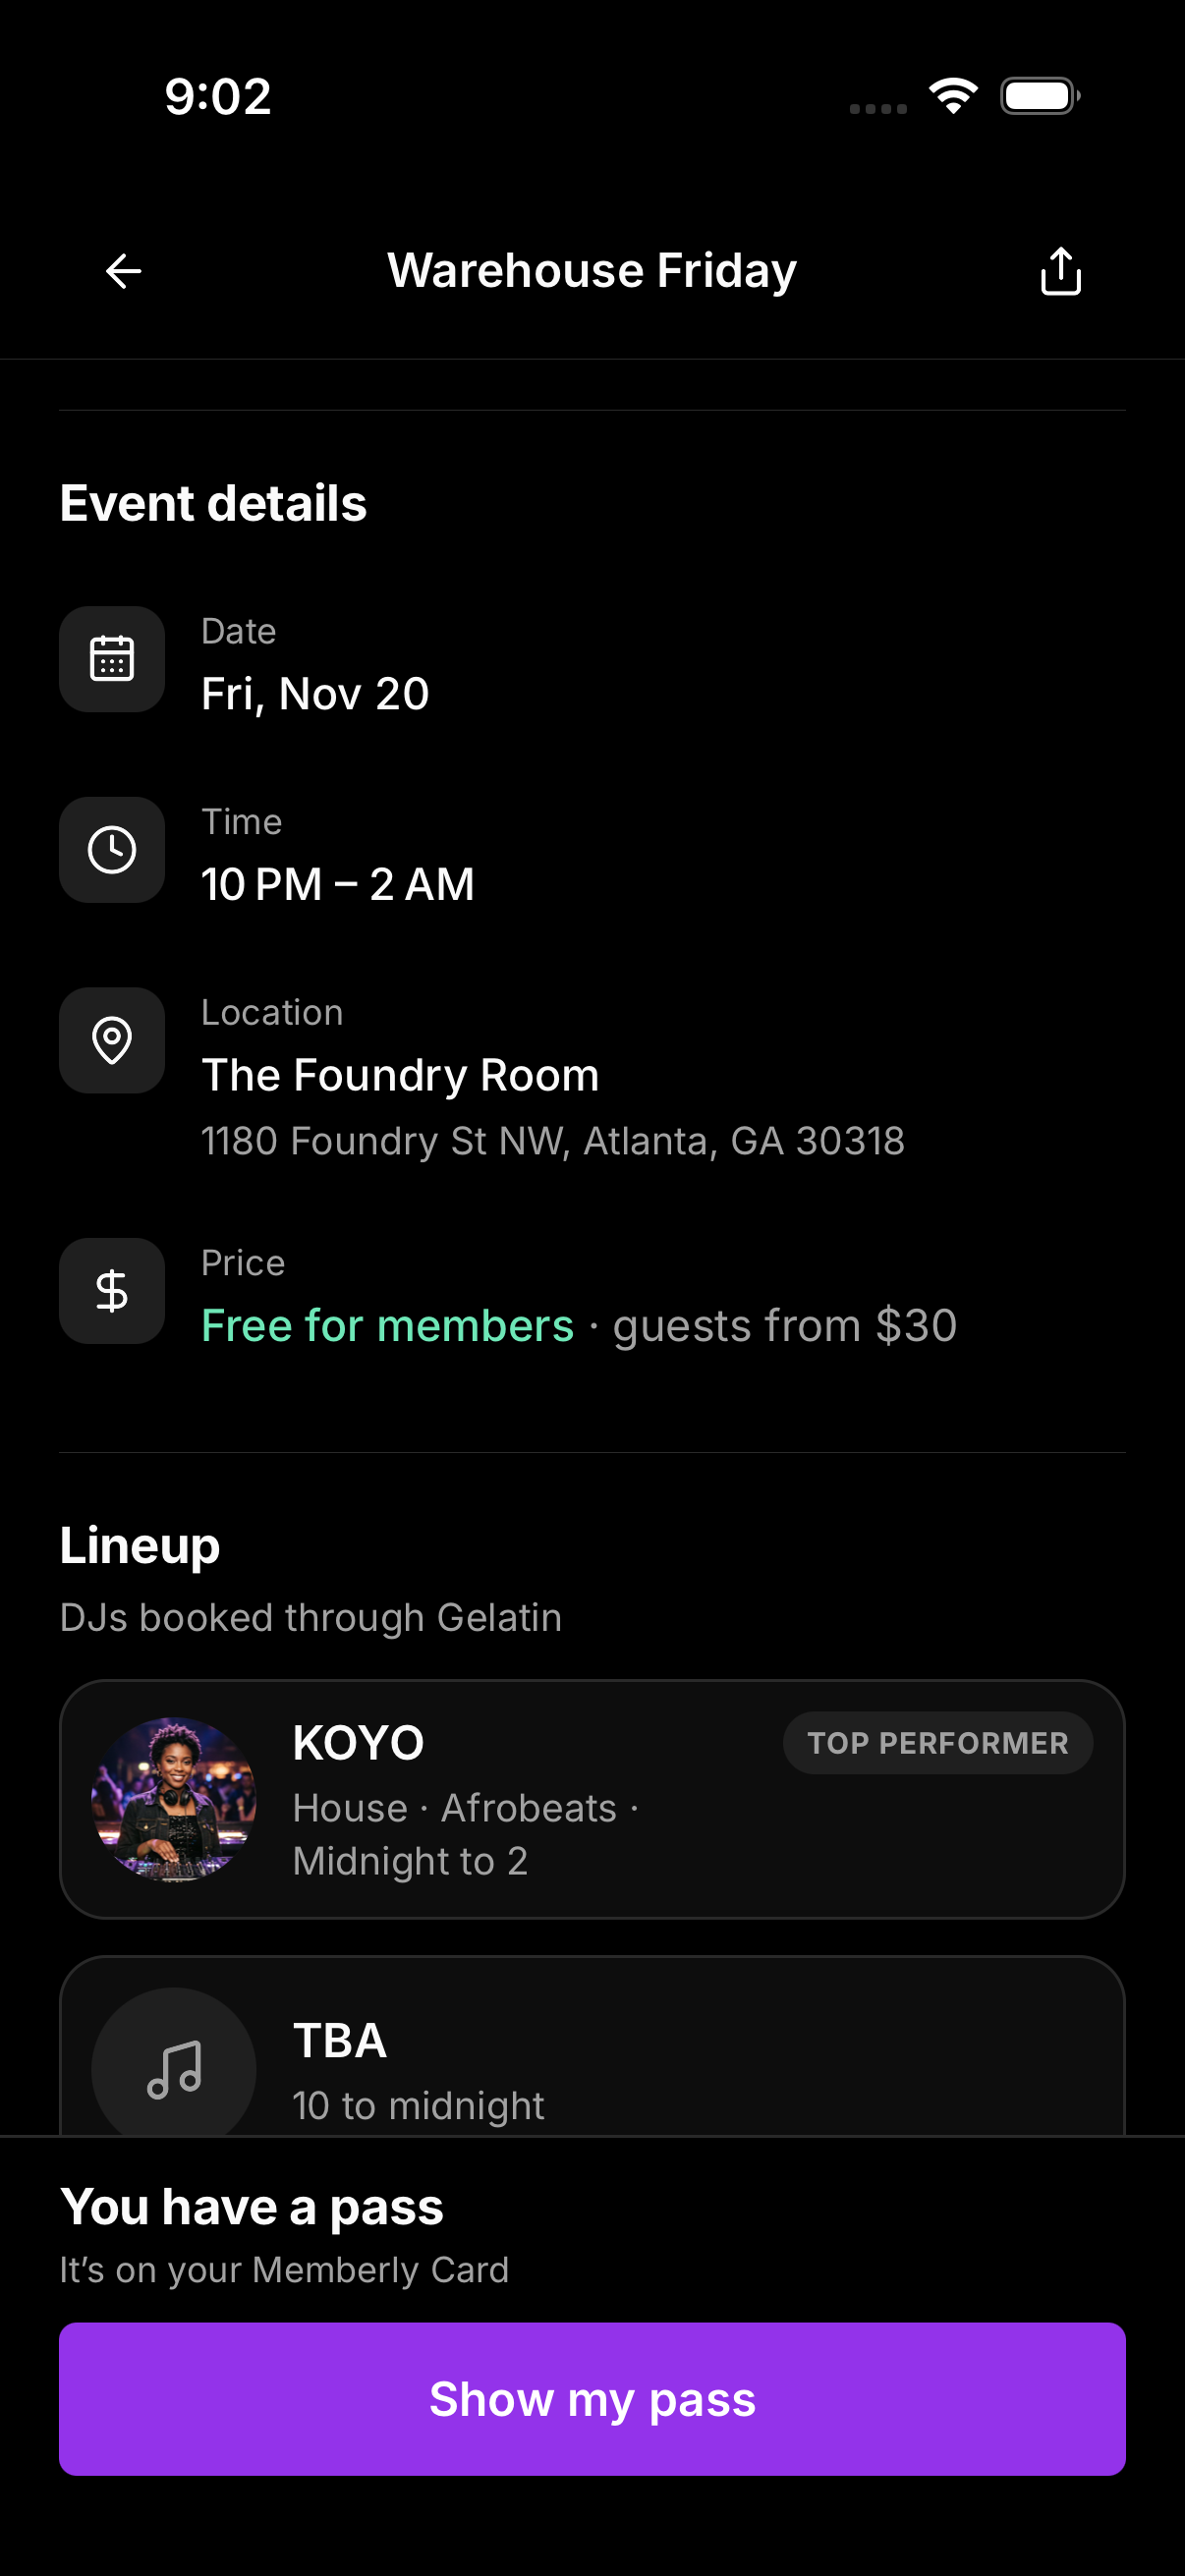 9:02
Warehouse Friday
Event details
Date
Fri, Nov 20
Time
10 PM – 2 AM
Location
The Foundry Room
1180 Foundry St NW, Atlanta, GA 30318
Price
Free for members · guests from $30
Lineup
DJs booked through Gelatin
KOYO
TOP PERFORMER
House · Afrobeats ·
Midnight to 2
TBA
10 to midnight
You have a pass
It’s on your Memberly Card
Show my pass